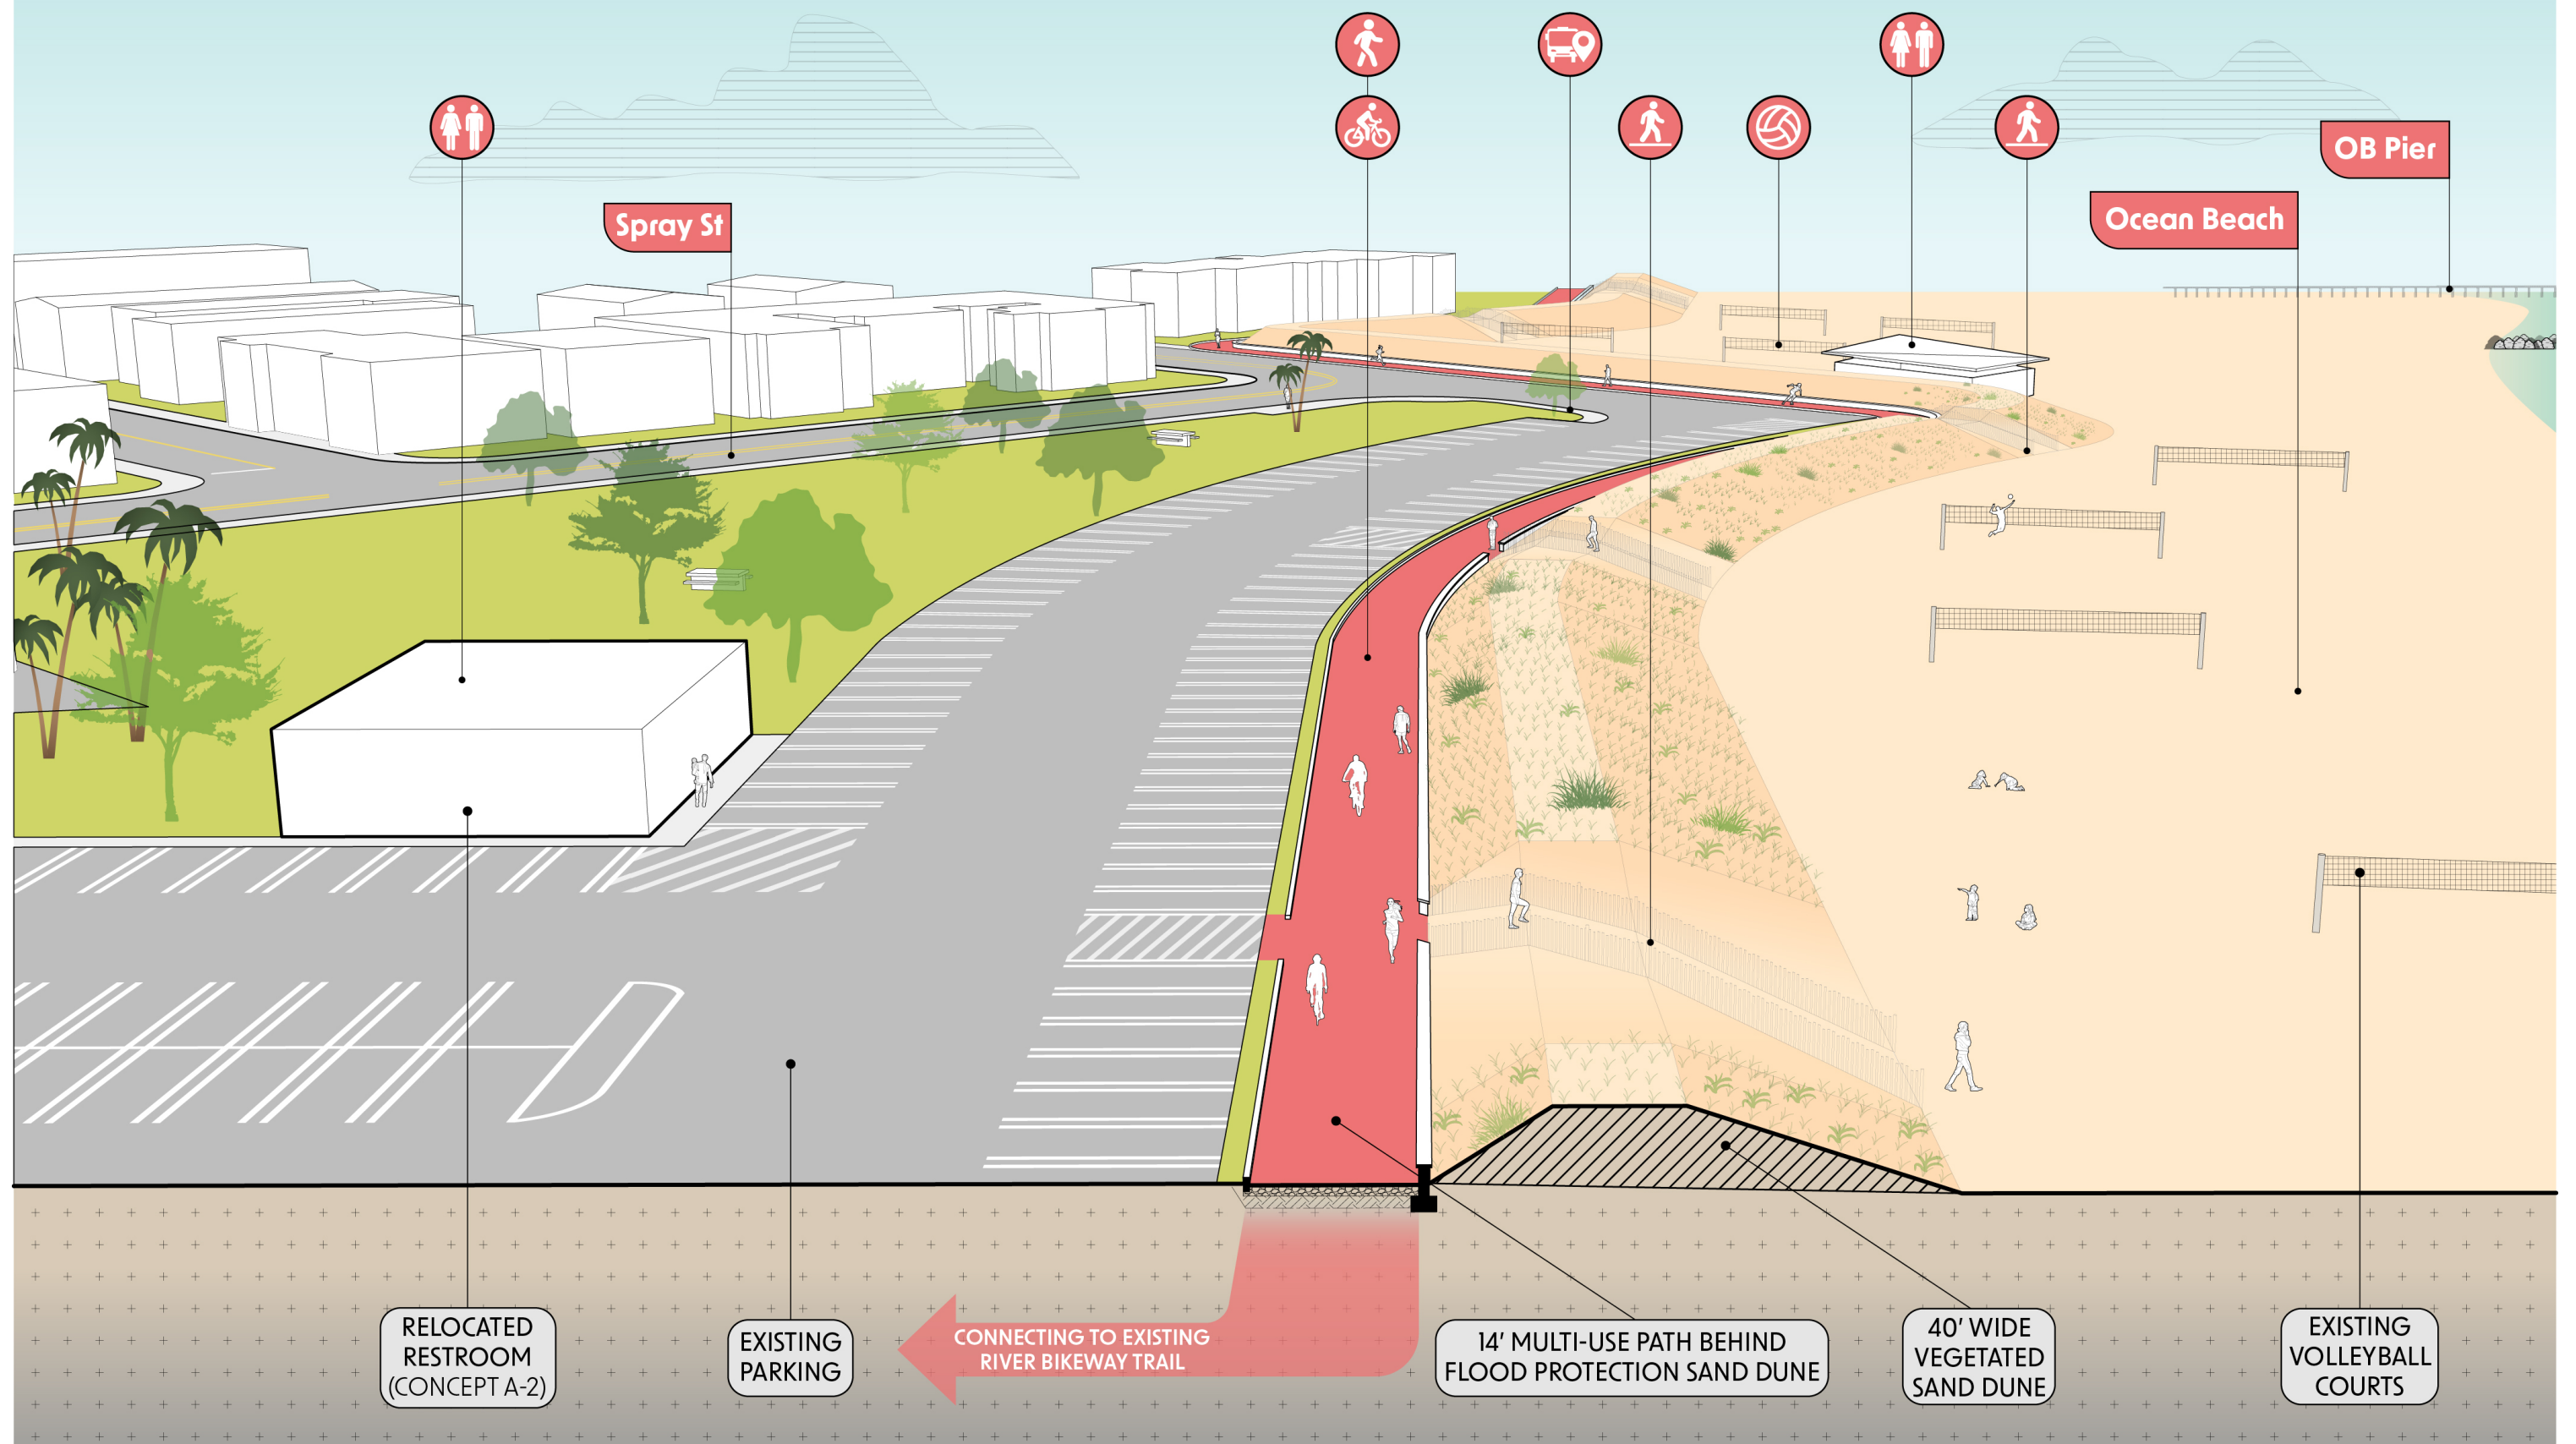 OB Pier
Ocean Beach
Spray St
RELOCATED
RESTROOM
(CONCEPT A-2)
EXISTING
PARKING
CONNECTING TO EXISTING
RIVER BIKEWAY TRAIL
14' MULTI-USE PATH BEHIND
FLOOD PROTECTION SAND DUNE
40' WIDE
VEGETATED
SAND DUNE
EXISTING
VOLLEYBALL
COURTS